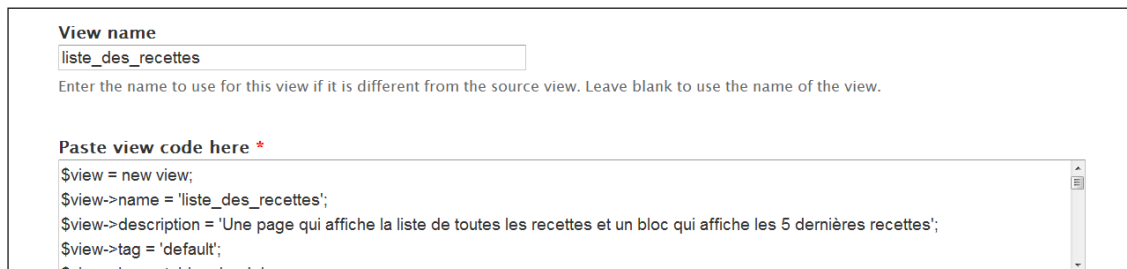 View name
liste_des_recettes
Enter the name to use for this view if it is different from the source view. Leave blank to use the name of the view.
Paste view code here *
$view = new view;
$view->name = 'liste_des_recettes';
$view->description = 'Une page qui affiche la liste de toutes les recettes et un bloc qui affiche les 5 dernières recettes';
$view->tag = 'default';